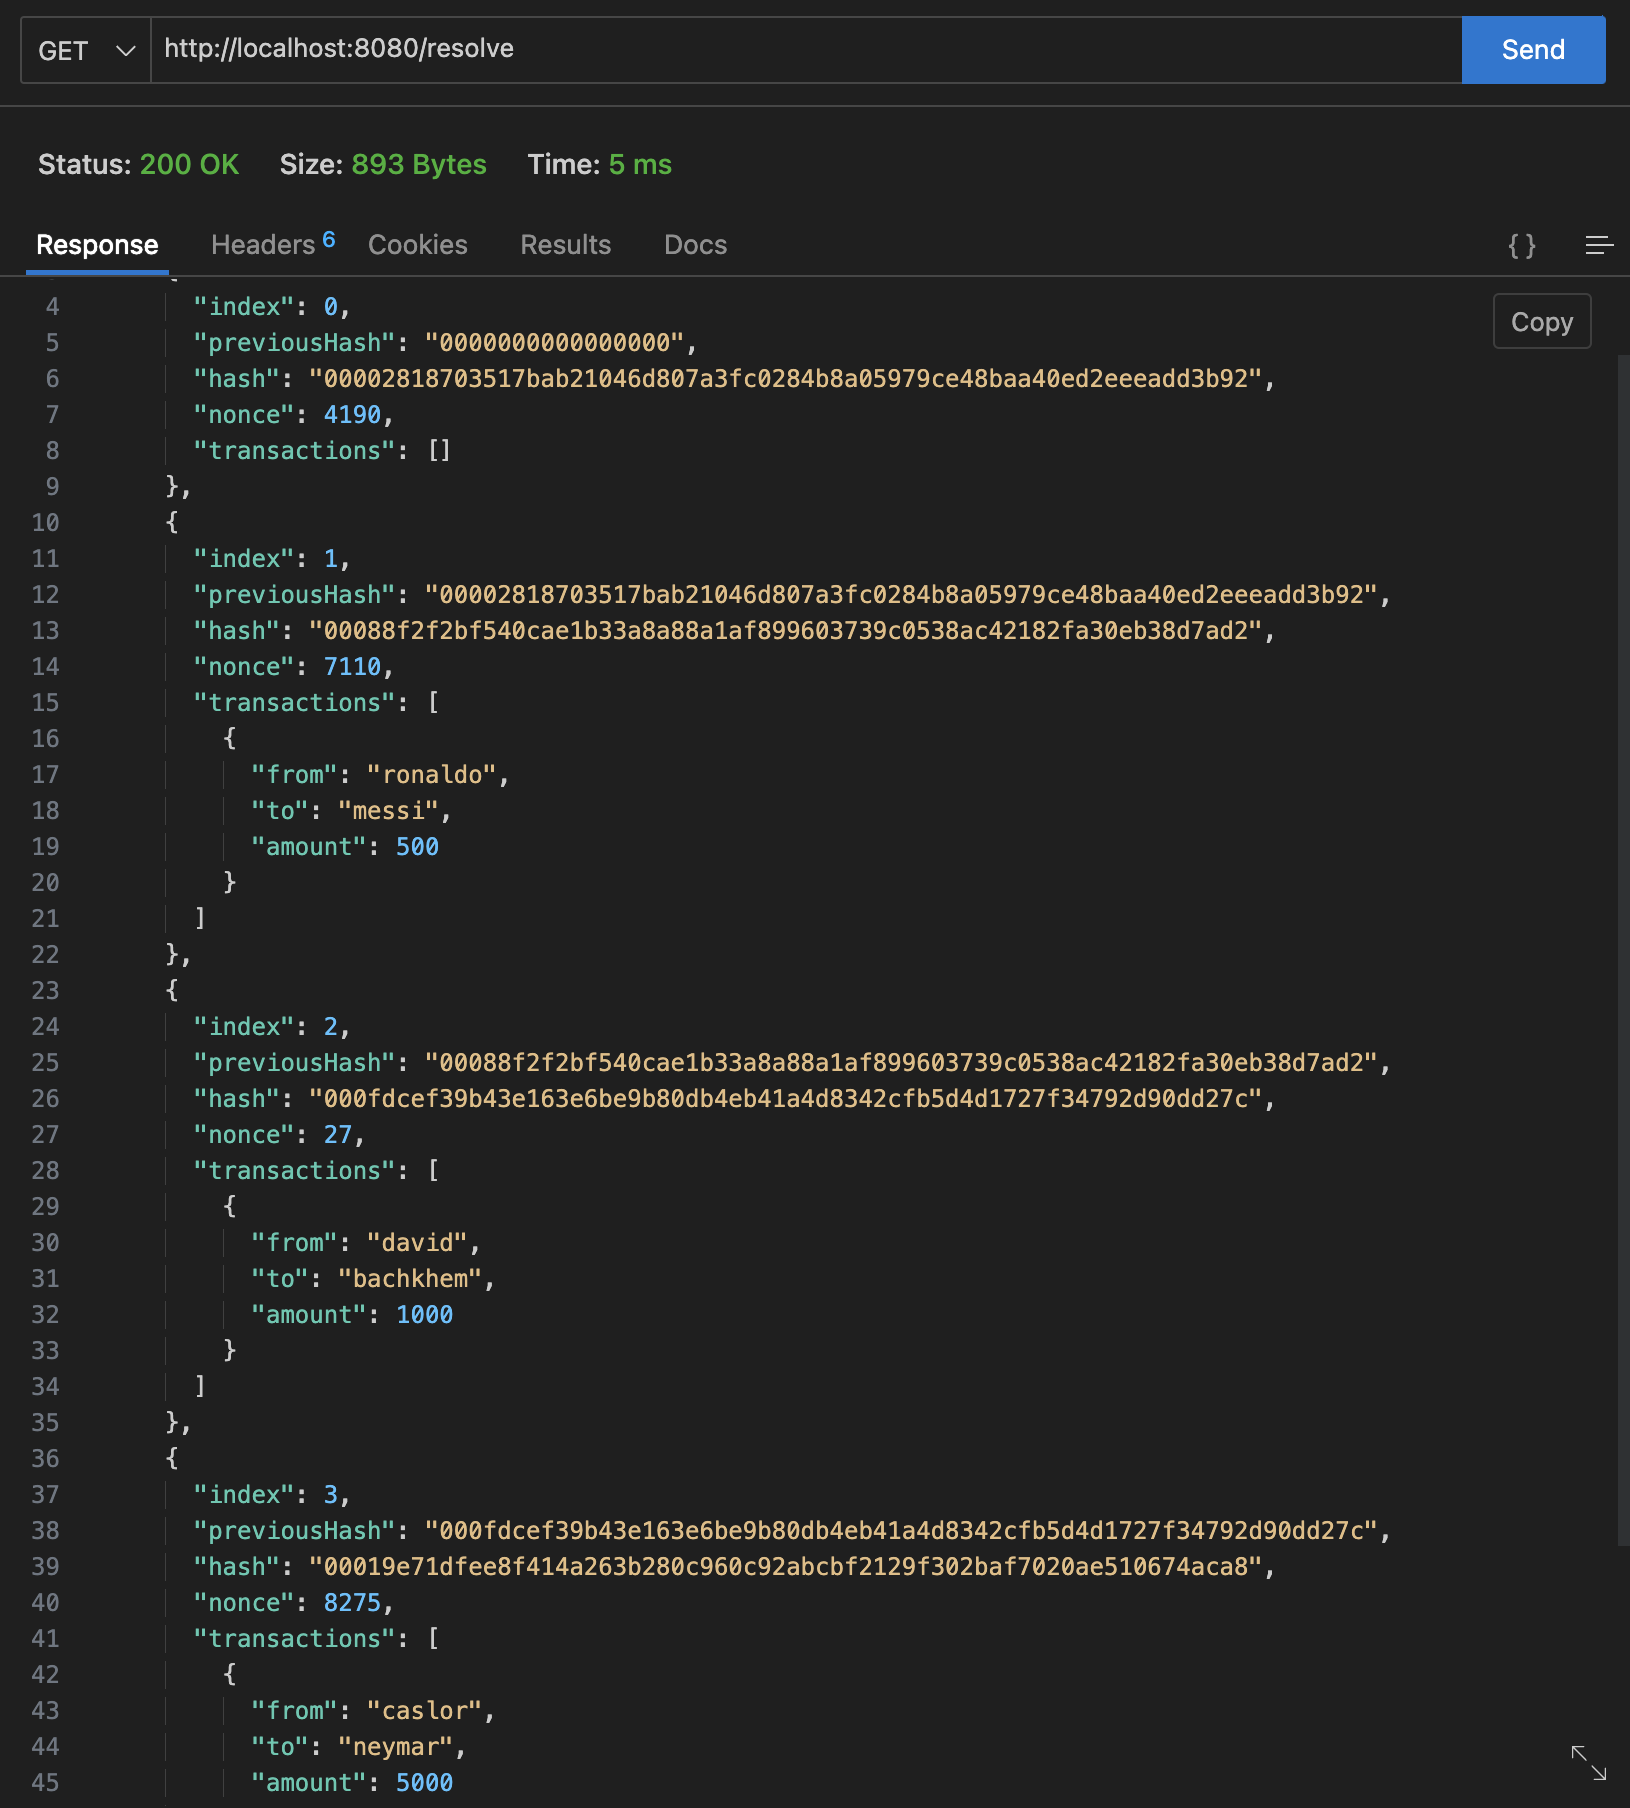 GET http://localhost:8080/resolve Send
Status: 200 OK Size: 893 Bytes Time: 5 ms
Response Headers 6 Cookies Results Docs { }
Copy
4 "index": 0,
5 "previousHash": "0000000000000000",
6 "hash": "00002818703517bab21046d807a3fc0284b8a05979ce48baa40ed2eeeadd3b92",
7 "nonce": 4190,
8 "transactions": []
9 },
10 {
11 "index": 1,
12 "previousHash": "00002818703517bab21046d807a3fc0284b8a05979ce48baa40ed2eeeadd3b92",
13 "hash": "00088f2f2bf540cae1b33a8a88a1af899603739c0538ac42182fa30eb38d7ad2",
14 "nonce": 7110,
15 "transactions": [
16 {
17 "from": "ronaldo",
18 "to": "messi",
19 "amount": 500
20 }
21 ]
22 },
23 {
24 "index": 2,
25 "previousHash": "00088f2f2bf540cae1b33a8a88a1af899603739c0538ac42182fa30eb38d7ad2",
26 "hash": "000fdcef39b43e163e6be9b80db4eb41a4d8342cfb5d4d1727f34792d90dd27c",
27 "nonce": 27,
28 "transactions": [
29 {
30 "from": "david",
31 "to": "bachkhem",
32 "amount": 1000
33 }
34 ]
35 },
36 {
37 "index": 3,
38 "previousHash": "000fdcef39b43e163e6be9b80db4eb41a4d8342cfb5d4d1727f34792d90dd27c",
39 "hash": "00019e71dfee8f414a263b280c960c92abcbf2129f302baf7020ae510674aca8",
40 "nonce": 8275,
41 "transactions": [
42 {
43 "from": "caslor",
44 "to": "neymar",
45 "amount": 5000